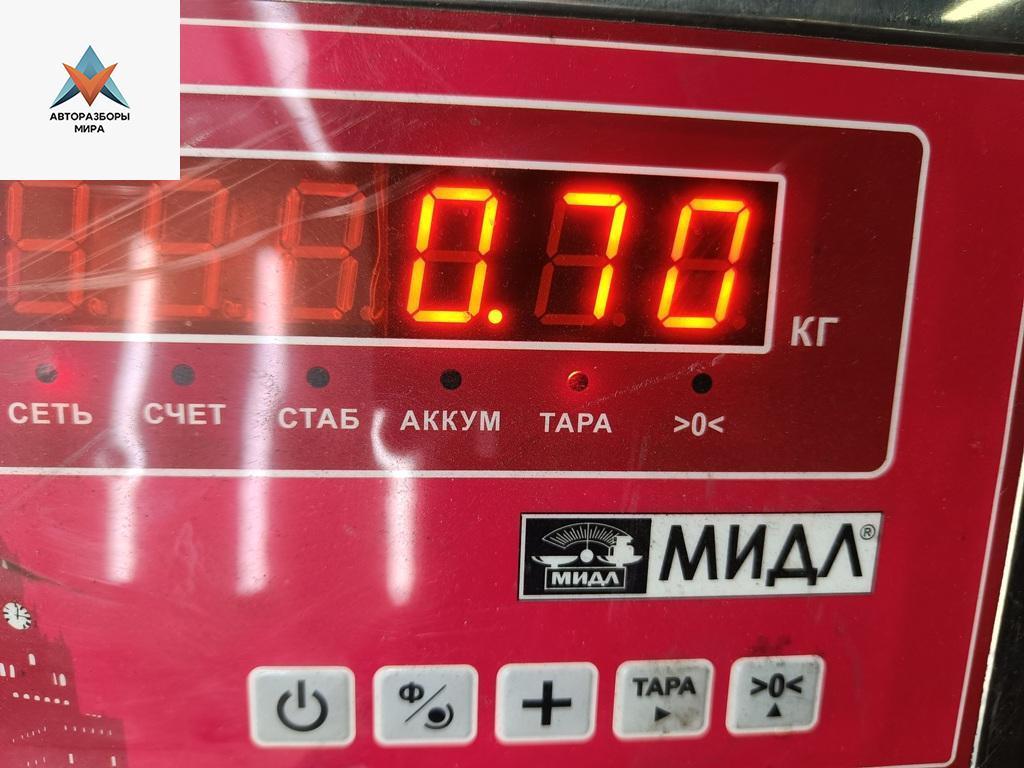 АВТОРАЗБОРЫ
МИРА
0.70
КГ
СЕТЬ СЧЕТ СТАБ АККУМ ТАРА >0<
МИДЛ МИДЛ®
Ф ТАРА >0<